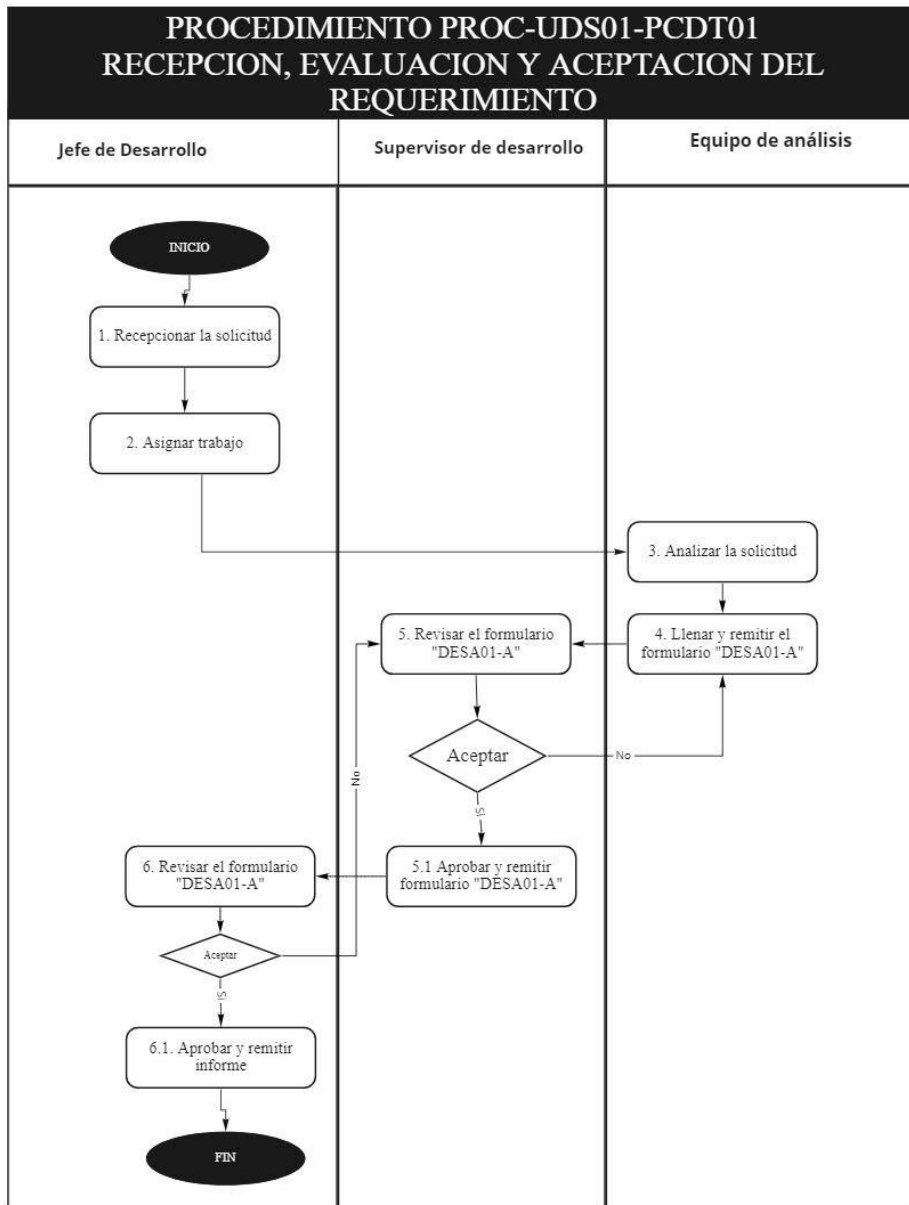 PROCEDIMIENTO PROC-UDS01-PCDT01
RECEPCION, EVALUACION Y ACEPTACION DEL
REQUERIMIENTO
Jefe de Desarrollo
Supervisor de desarrollo
Equipo de análisis
INICIO
1. Recepcionar la solicitud
2. Asignar trabajo
3. Analizar la solicitud
4. Llenar y remitir el
formulario "DESA01-A"
5. Revisar el formulario
"DESA01-A"
Aceptar
No
Sí
5.1 Aprobar y remitir
formulario "DESA01-A"
6. Revisar el formulario
"DESA01-A"
Aceptar
No
Sí
6.1. Aprobar y remitir
informe
FIN